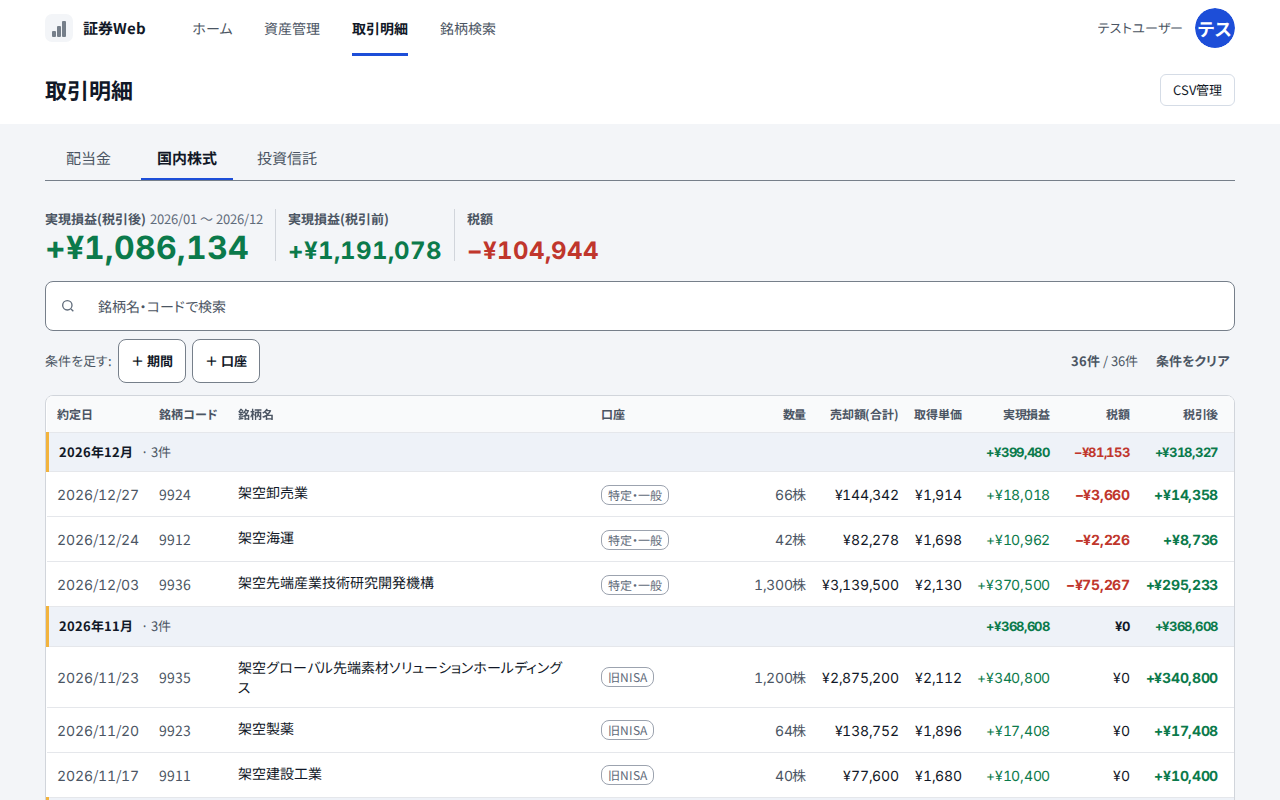 証券Web ホーム 資産管理 取引明細 銘柄検索 テストユーザー テス
取引明細 CSV管理
配当金 国内株式 投資信託
実現損益(税引後) 2026/01 〜 2026/12 実現損益(税引前) 税額
+¥1,086,134 +¥1,191,078 −¥104,944
銘柄名・コードで検索
条件を足す: ＋ 期間 ＋ 口座 36件 / 36件 条件をクリア
約定日 銘柄コード 銘柄名 口座 数量 売却額(合計) 取得単価 実現損益 税額 税引後
2026年12月 · 3件 +¥399,480 −¥81,153 +¥318,327
2026/12/27 9924 架空卸売業 特定・一般 66株 ¥144,342 ¥1,914 +¥18,018 −¥3,660 +¥14,358
2026/12/24 9912 架空海運 特定・一般 42株 ¥82,278 ¥1,698 +¥10,962 −¥2,226 +¥8,736
2026/12/03 9936 架空先端産業技術研究開発機構 特定・一般 1,300株 ¥3,139,500 ¥2,130 +¥370,500 −¥75,267 +¥295,233
2026年11月 · 3件 +¥368,608 ¥0 +¥368,608
2026/11/23 9935 架空グローバル先端素材ソリューションホールディング
ス 旧NISA 1,200株 ¥2,875,200 ¥2,112 +¥340,800 ¥0 +¥340,800
2026/11/20 9923 架空製薬 旧NISA 64株 ¥138,752 ¥1,896 +¥17,408 ¥0 +¥17,408
2026/11/17 9911 架空建設工業 旧NISA 40株 ¥77,600 ¥1,680 +¥10,400 ¥0 +¥10,400